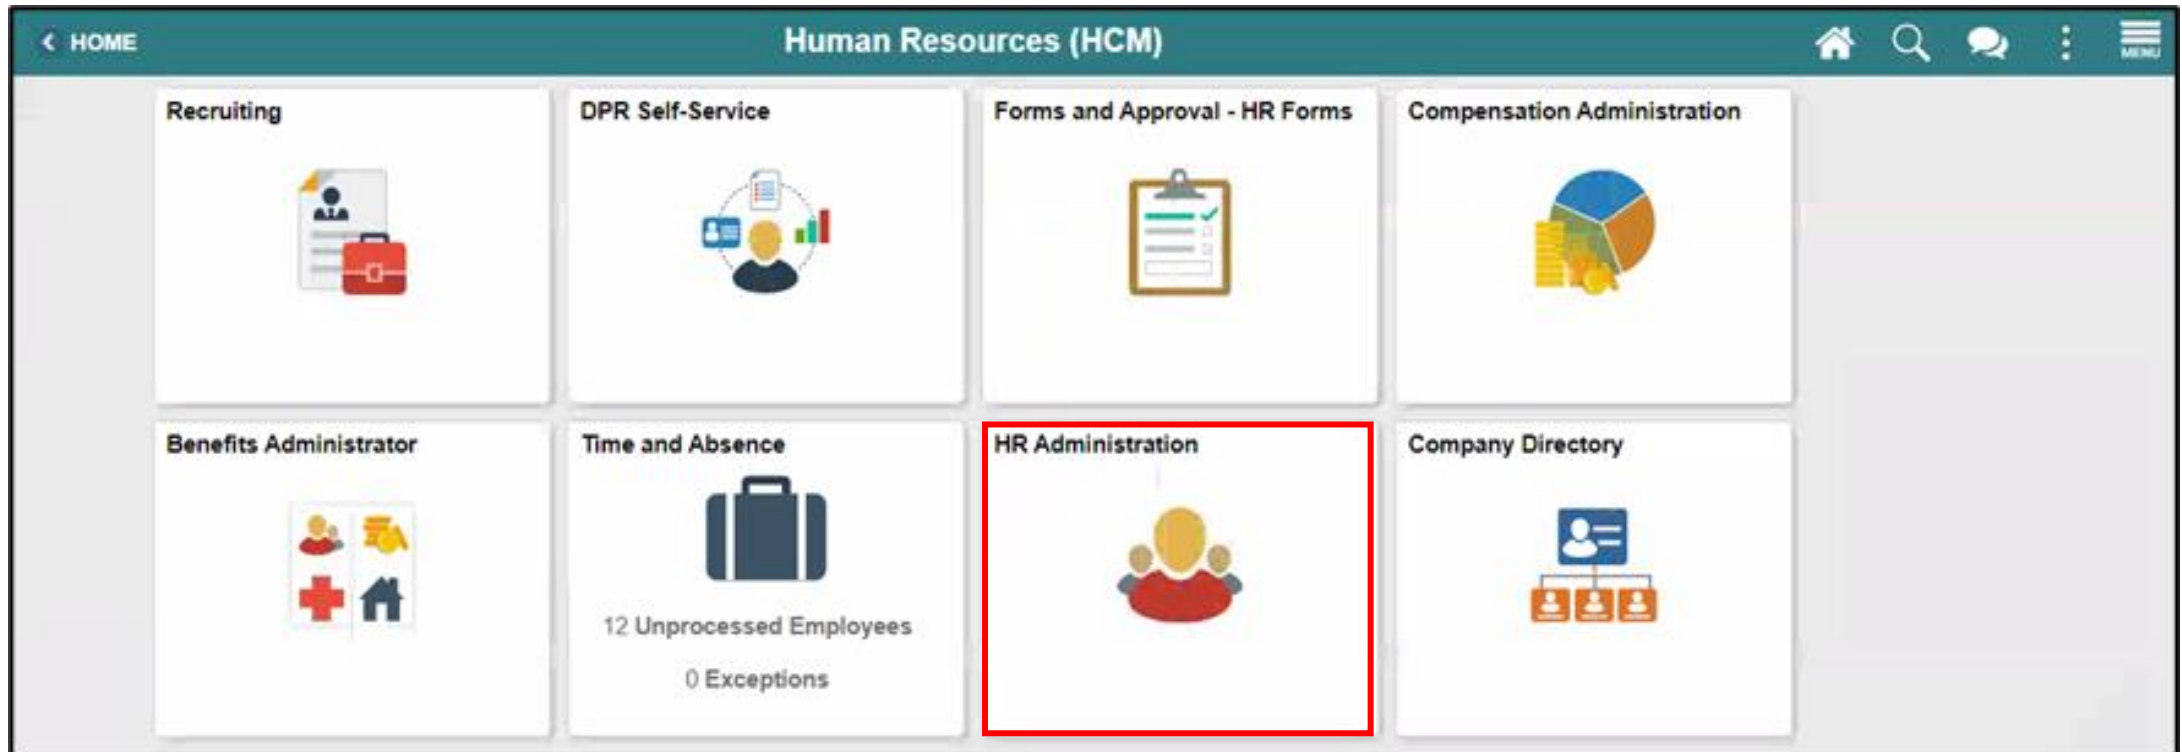 HOME
Human Resources (HCM)
MENU
Recruiting
DPR Self-Service
Forms and Approval - HR Forms
Compensation Administration
Benefits Administrator
Time and Absence
12 Unprocessed Employees
0 Exceptions
HR Administration
Company Directory